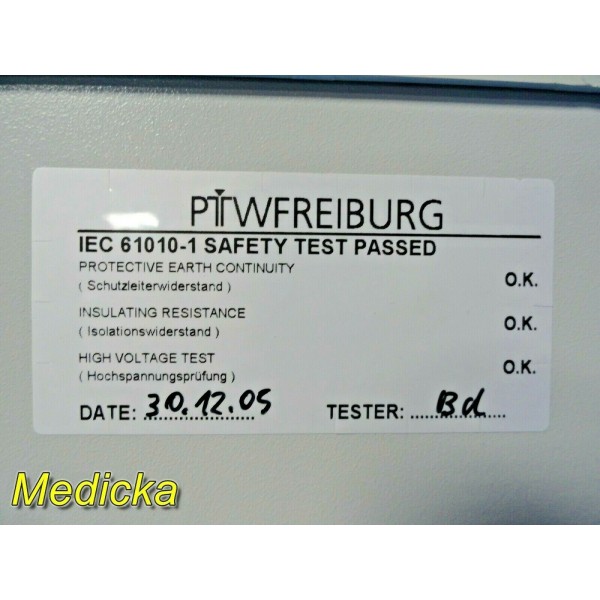 PTWFREIBURG
IEC 61010-1 SAFETY TEST PASSED
PROTECTIVE EARTH CONTINUITY
( Schutzleiterwiderstand ) O.K.
INSULATING RESISTANCE
( Isolationswiderstand ) O.K.
HIGH VOLTAGE TEST
( Hochspannungsprüfung ) O.K.
DATE: 30.12.05 TESTER: Bd
Medicka